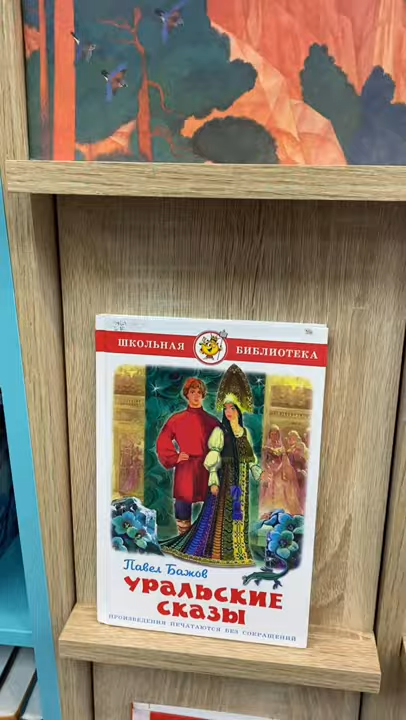 ШКОЛЬНАЯ БИБЛИОТЕКА
Павел Бажов
УРАЛЬСКИЕ
СКАЗЫ
ПРОИЗВЕДЕНИЯ ПЕЧАТАЮТСЯ БЕЗ СОКРАЩЕНИЙ